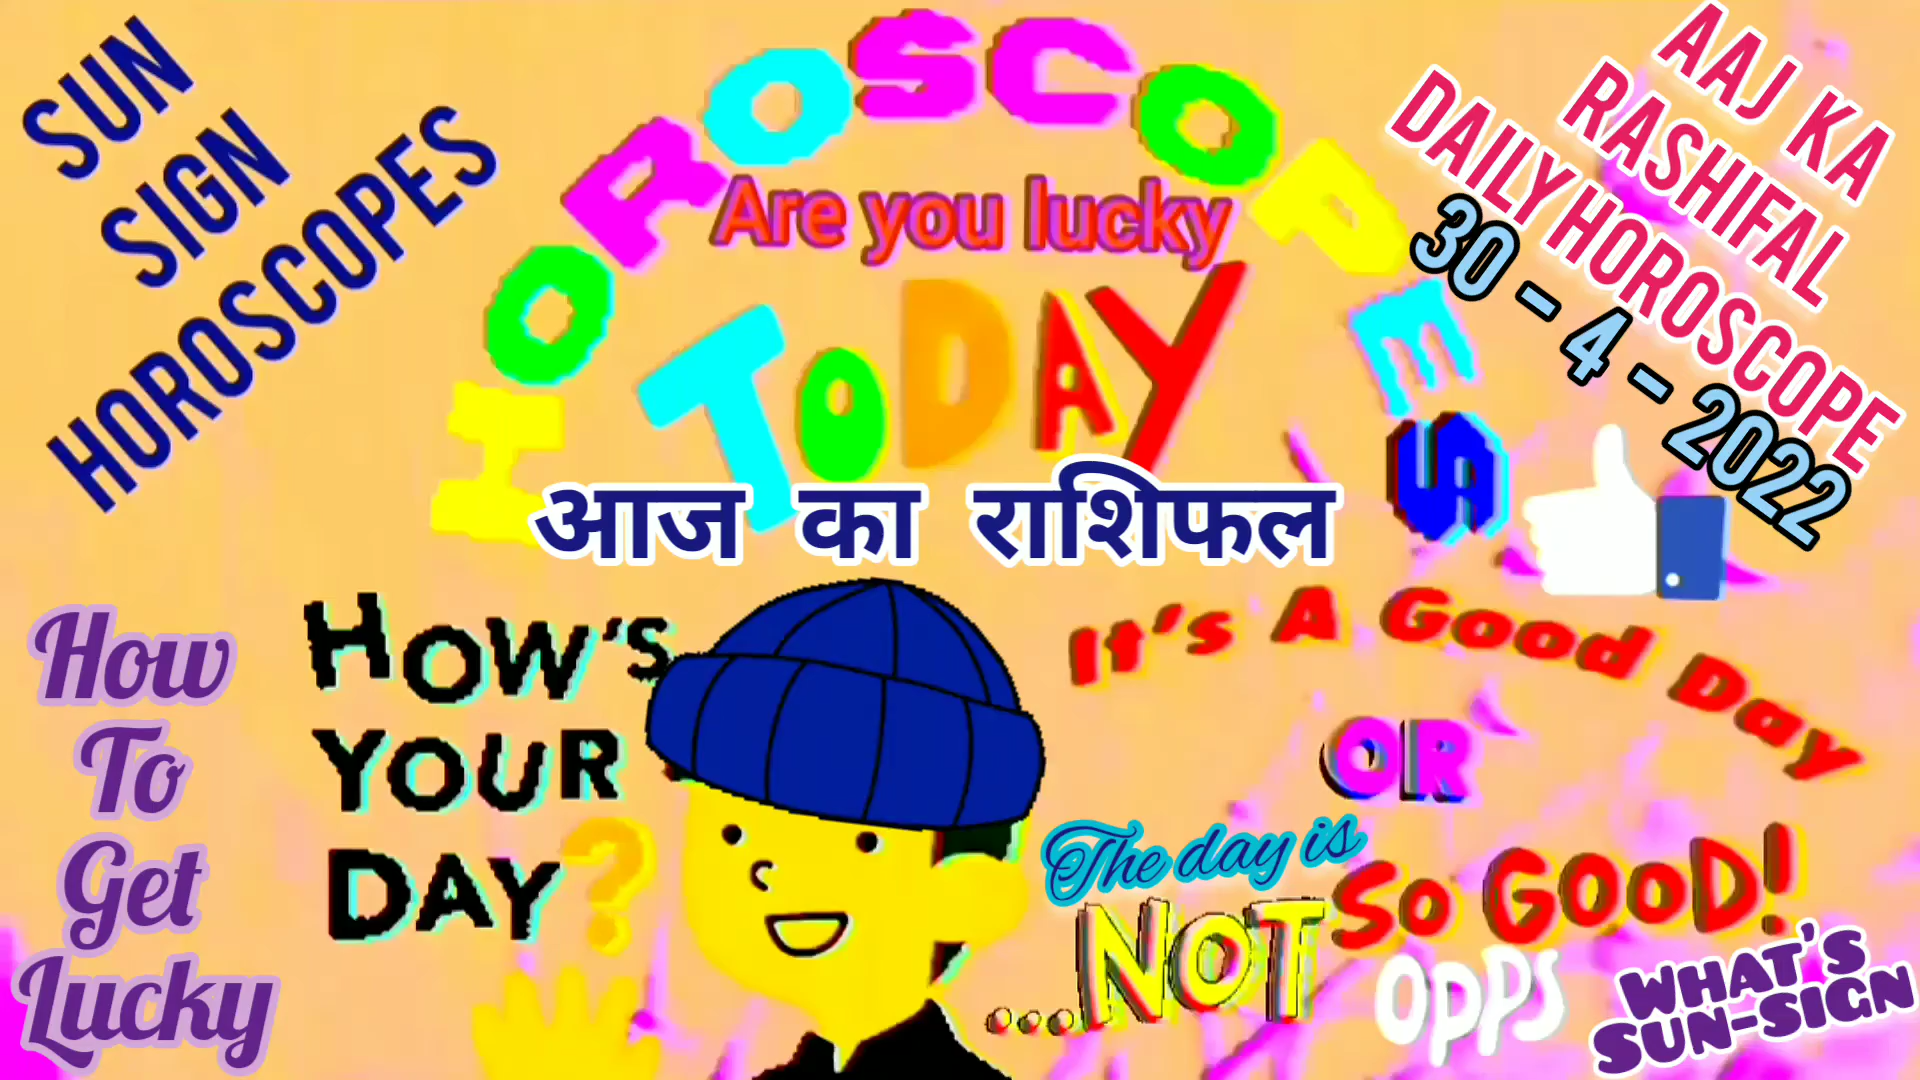 SUN
SIGN
HOROSCOPES
HOROSCOPES
Are you lucky
TODAY
आज का राशिफल
AAJ KA
RASHIFAL
DAILY HOROSCOPE
30 - 4 - 2022
How
To
Get
Lucky
HOW'S
YOUR
DAY?
It's A Good Day
OR
The day is
...NOT SO GOOD!
OPPS
WHAT'S
SUN-SIGN